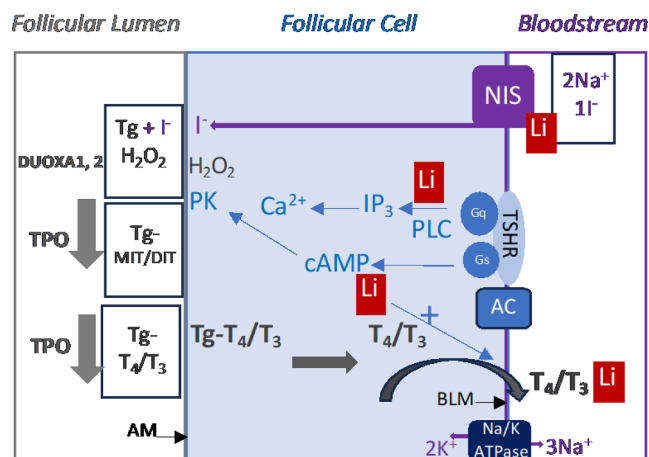 Follicular Lumen
Follicular Cell
Bloodstream
NIS
2Na⁺
1I⁻
Li
Tg + I⁻
H₂O₂
I⁻
DUOXA1, 2
H₂O₂
PK
Ca²⁺
IP₃
Li
PLC
Gq
TSHR
Gs
cAMP
Li
AC
TPO
Tg-
MIT/DIT
TPO
Tg-
T₄/T₃
Tg-T₄/T₃
T₄/T₃
+
T₄/T₃
Li
BLM
AM
Na/K
ATPase
2K⁺
3Na⁺